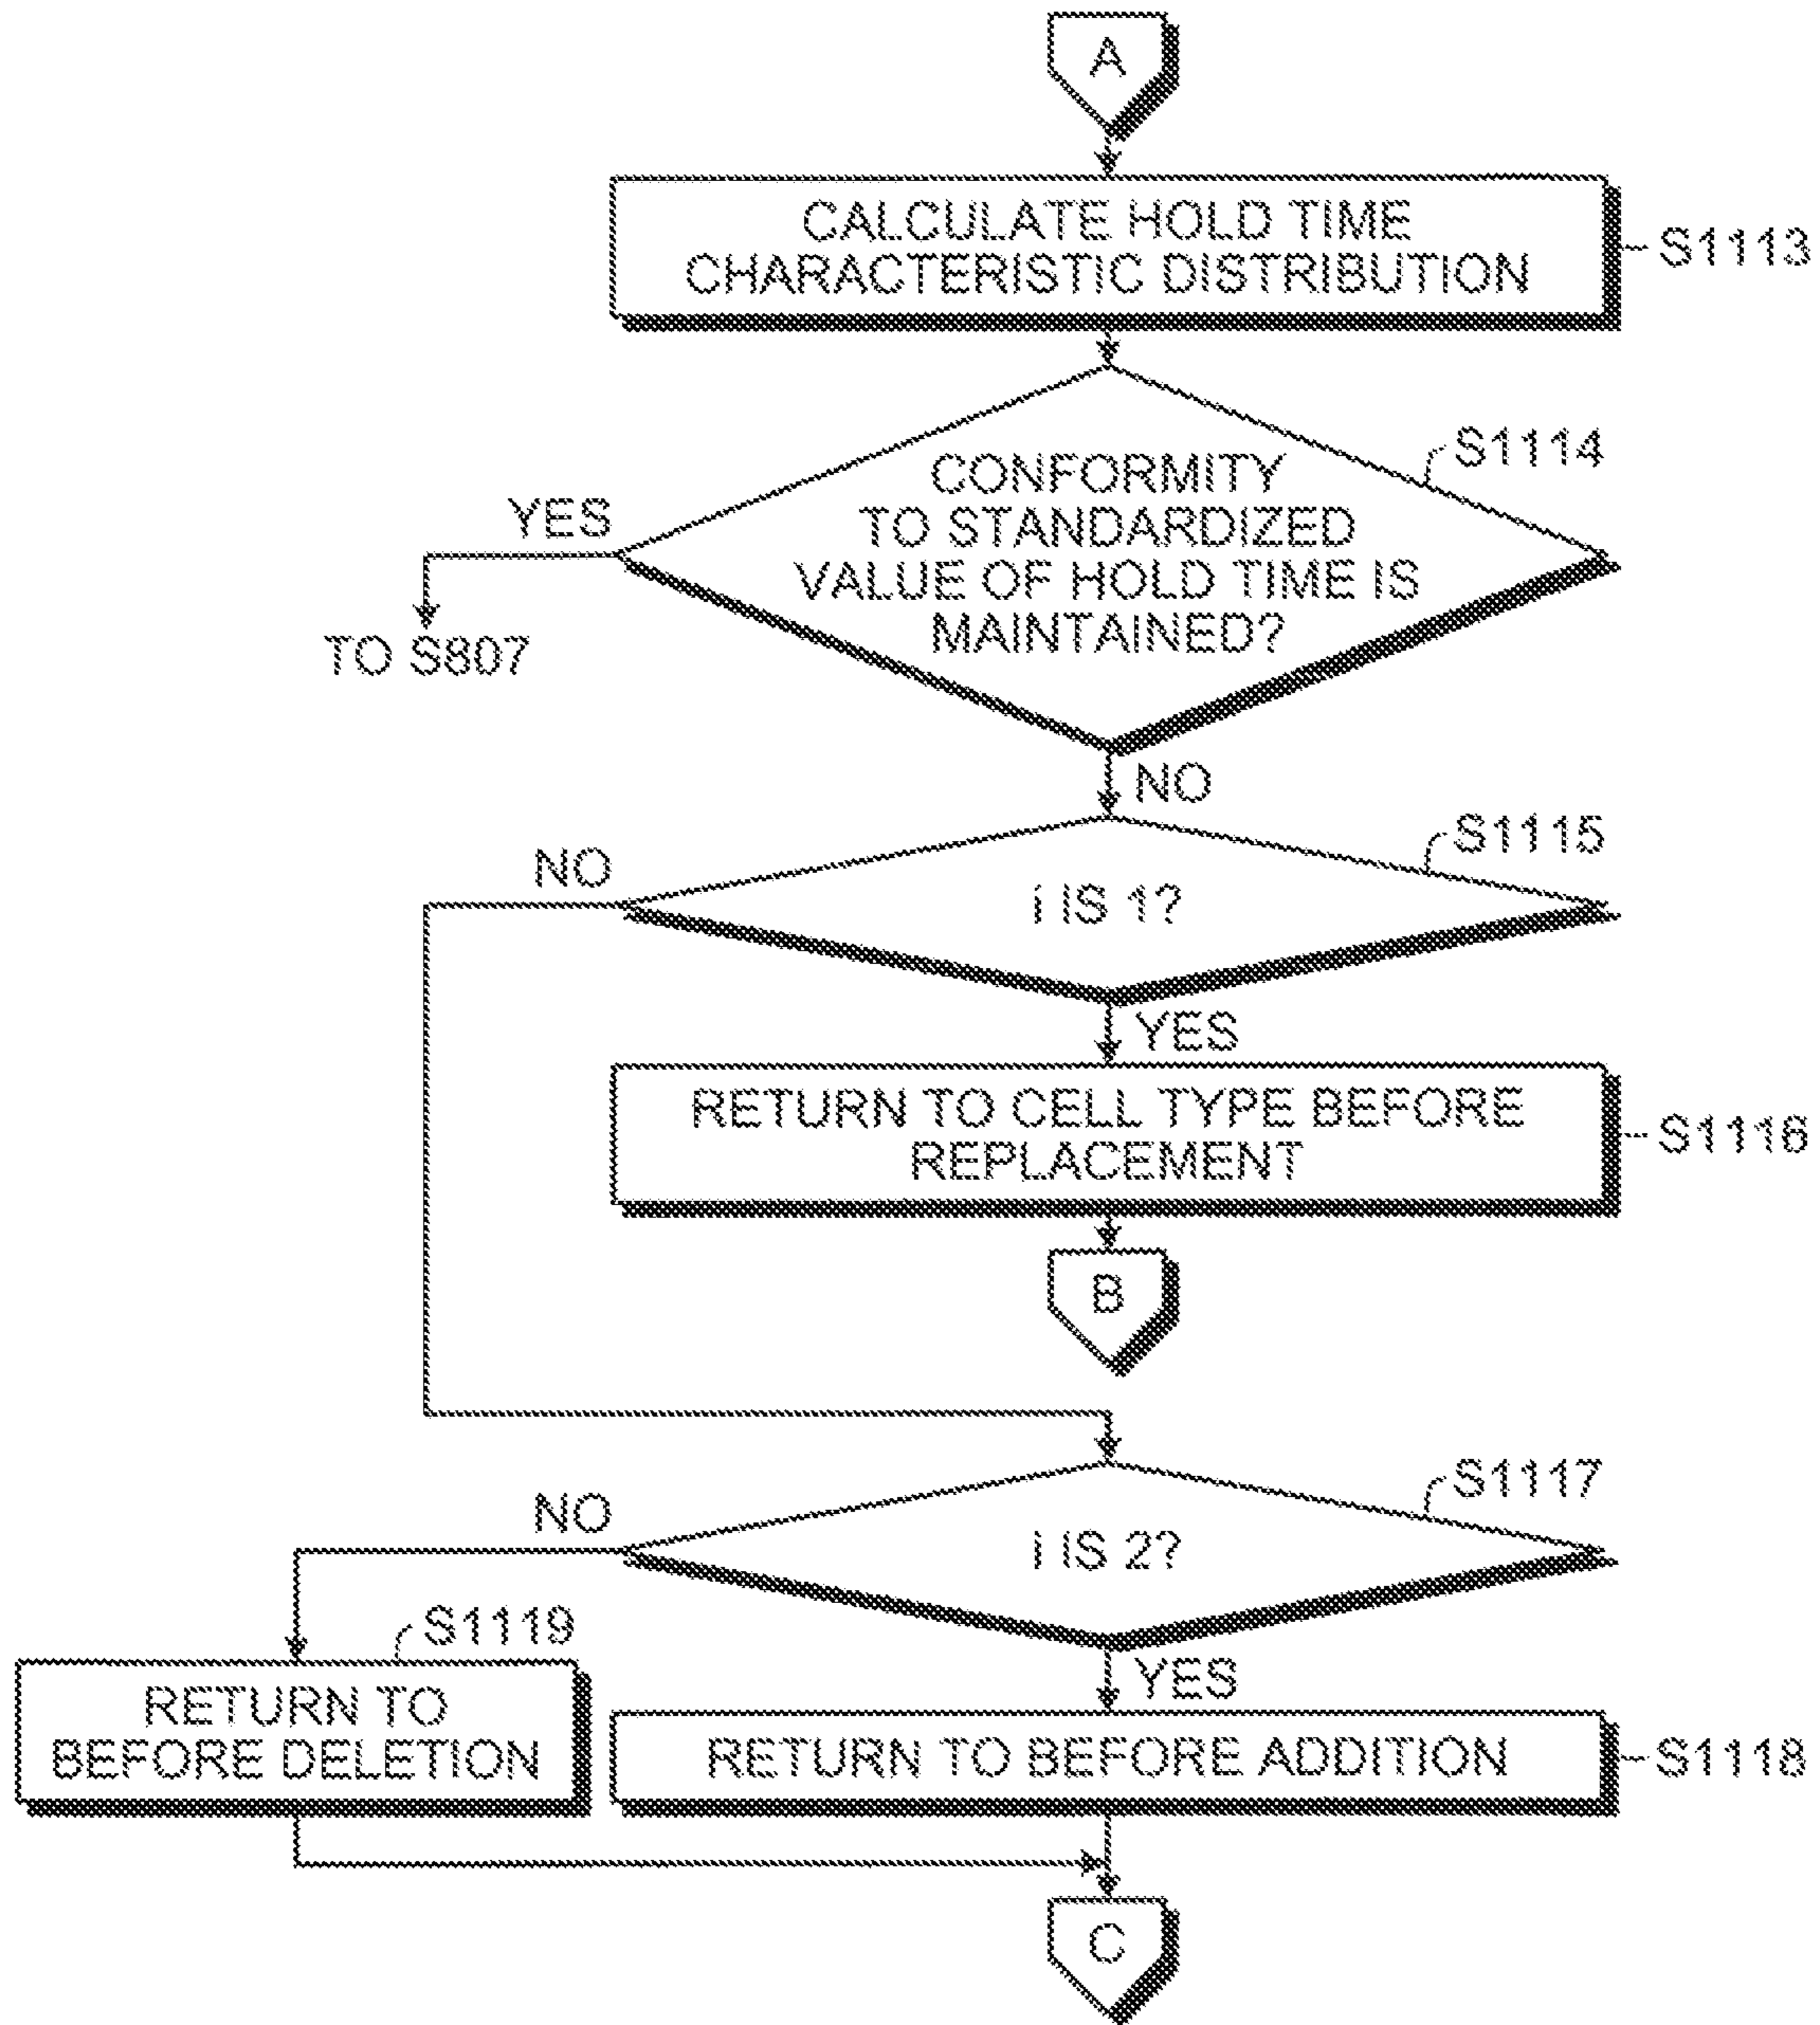 A
CALCULATE HOLD TIME
CHARACTERISTIC DISTRIBUTION
S1113
S1114
CONFORMITY
TO STANDARDIZED
VALUE OF HOLD TIME IS
MAINTAINED?
YES
TO S807
NO
S1115
NO
i IS 1?
YES
RETURN TO CELL TYPE BEFORE
REPLACEMENT
S1116
B
S1117
NO
i IS 2?
S1119
YES
RETURN TO
BEFORE DELETION
RETURN TO BEFORE ADDITION
S1118
C